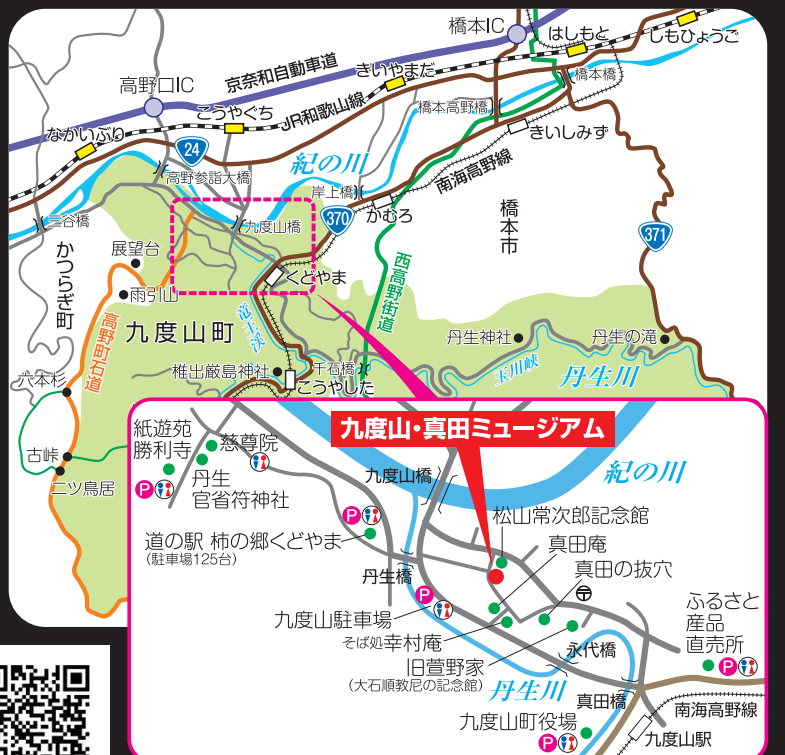 橋本IC
はしもと
しもひょうご
京奈和自動車道
きいやまだ
高野口IC
こうやぐち
JR和歌山線
橋本高野橋
橋本橋
なかいぶり
24
きいしみず
紀の川
南海高野線
高野参詣大橋
岸上橋
370
かむろ
橋本市
371
三谷橋
九度山橋
かつらぎ町
展望台
雨引山
くどやま
西高野街道
高野町石道
九度山町
竜王渓
丹生神社
丹生の滝
椎出厳島神社
千石橋
こうやした
玉川峡
丹生川
六本杉
古峠
二ツ鳥居
九度山・真田ミュージアム
紙遊苑
勝利寺
慈尊院
丹生
官省符神社
P
九度山橋
紀の川
P
道の駅 柿の郷くどやま
(駐車場125台)
松山常次郎記念館
真田庵
真田の抜穴
丹生橋
P
九度山駐車場
そば処幸村庵
旧萱野家
(大石順教尼の記念館)
永代橋
ふるさと
産品
直売所
P
丹生川
真田橋
九度山町役場
P
南海高野線
九度山駅